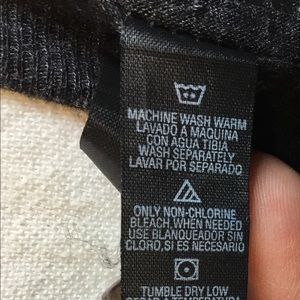 MACHINE WASH WARM
LAVADO A MAQUINA
CON AGUA TIBIA
WASH SEPARATELY
LAVAR POR SEPARADO
ONLY NON-CHLORINE
BLEACH, WHEN NEEDED
USE BLANQUEADOR SIN
CLORO, SI ES NECESARIO
TUMBLE DRY LOW